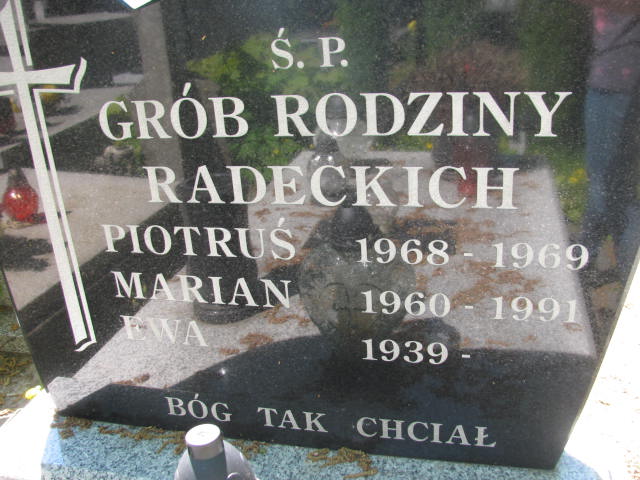 Ś. P.
GRÓB RODZINY
RADECKICH
PIOTRUŚ 1968 - 1969
MARIAN 1960 - 1991
EWA 1939 -
BÓG TAK CHCIAŁ